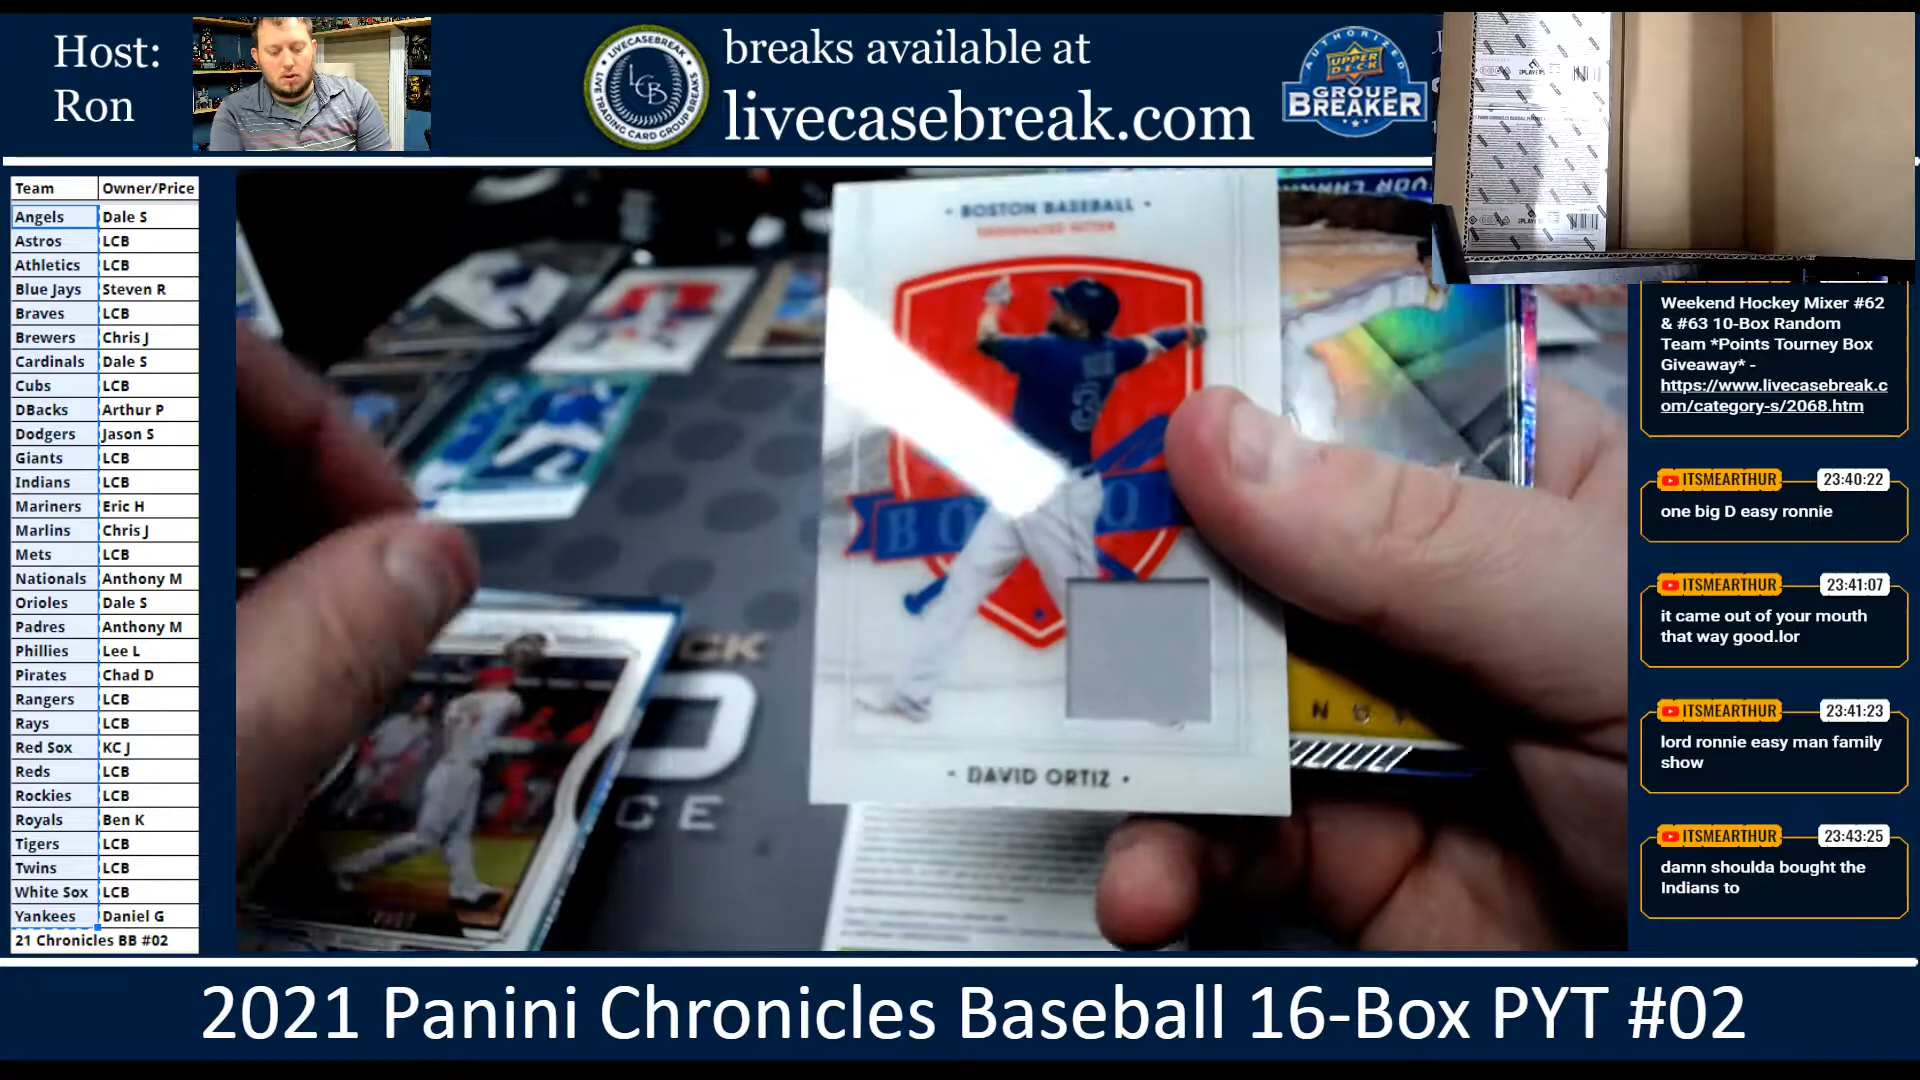 Host:
Ron
LIVECASEBREAK
LCB
LIVE TRADING CARD GROUP BREAKS
breaks available at
livecasebreak.com
AUTHORIZED
UPPER DECK
GROUP
BREAKER
Team Owner/Price
Angels Dale S
Astros LCB
Athletics LCB
Blue Jays Steven R
Braves LCB
Brewers Chris J
Cardinals Dale S
Cubs LCB
DBacks Arthur P
Dodgers Jason S
Giants LCB
Indians LCB
Mariners Eric H
Marlins Chris J
Mets LCB
Nationals Anthony M
Orioles Dale S
Padres Anthony M
Phillies Lee L
Pirates Chad D
Rangers LCB
Rays LCB
Red Sox KC J
Reds LCB
Rockies LCB
Royals Ben K
Tigers LCB
Twins LCB
White Sox LCB
Yankees Daniel G
21 Chronicles BB #02
• BOSTON BASEBALL •
DESIGNATED HITTER
• DAVID ORTIZ •
Weekend Hockey Mixer #62
& #63 10-Box Random
Team *Points Tourney Box
Giveaway* -
https://www.livecasebreak.c
om/category-s/2068.htm
ITSMEARTHUR 23:40:22
one big D easy ronnie
ITSMEARTHUR 23:41:07
it came out of your mouth
that way good.lor
ITSMEARTHUR 23:41:23
lord ronnie easy man family
show
ITSMEARTHUR 23:43:25
damn shoulda bought the
Indians to
2021 Panini Chronicles Baseball 16-Box PYT #02